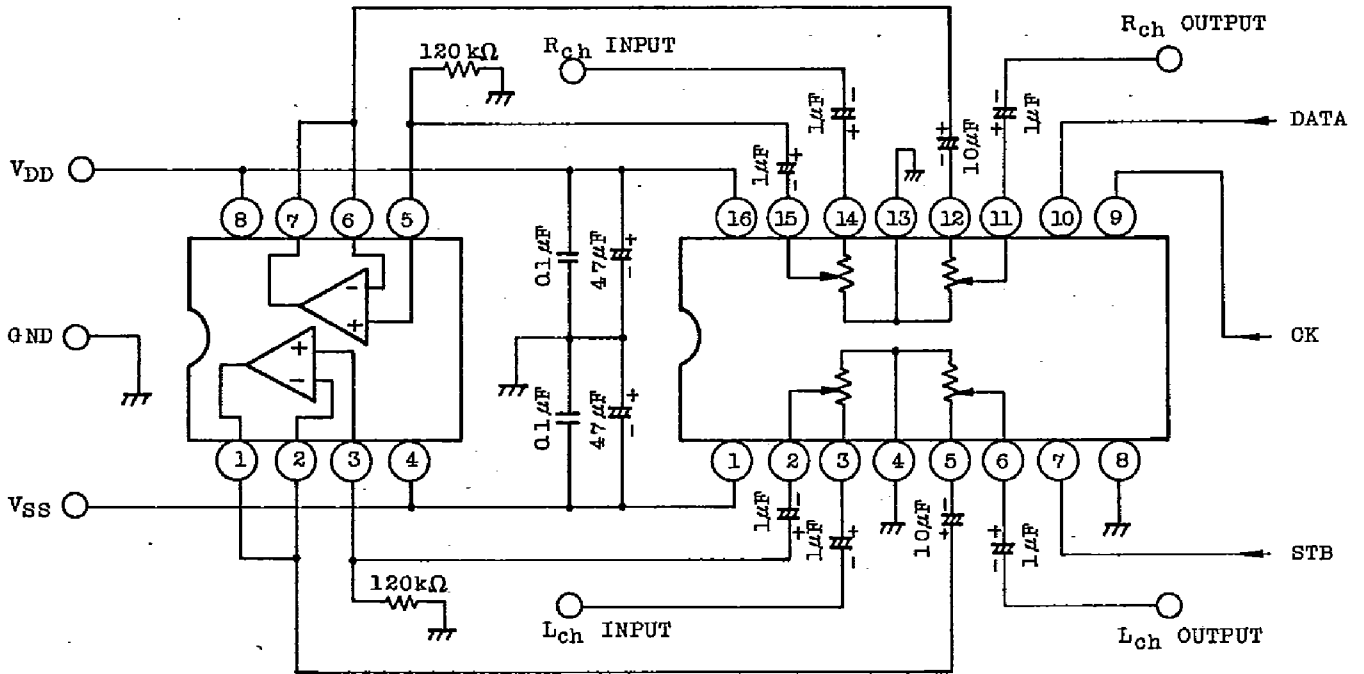 Rch INPUT
Rch OUTPUT
120 kΩ
1μF
1μF
10μF
1μF
DATA
VDD
8
7
6
5
16
15
14
13
12
11
10
9
-
+
0.1μF
47μF
GND
CK
+
-
0.1μF
47μF
1
2
3
4
1
2
3
4
5
6
7
8
VSS
1μF
1μF
10μF
1μF
STB
120kΩ
Lch INPUT
Lch OUTPUT